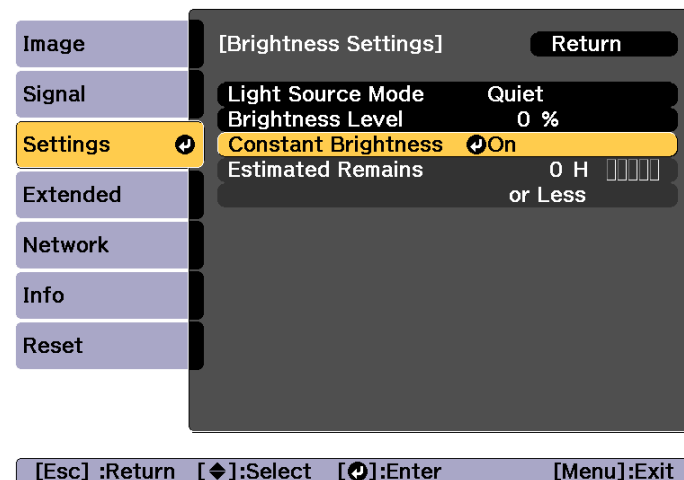 Image
Signal
Settings
Extended
Network
Info
Reset
[Brightness Settings] Return
Light Source Mode Quiet
Brightness Level 0 %
Constant Brightness On
Estimated Remains 0 H
or Less
[Esc] :Return [◆]:Select [⏎]:Enter [Menu]:Exit